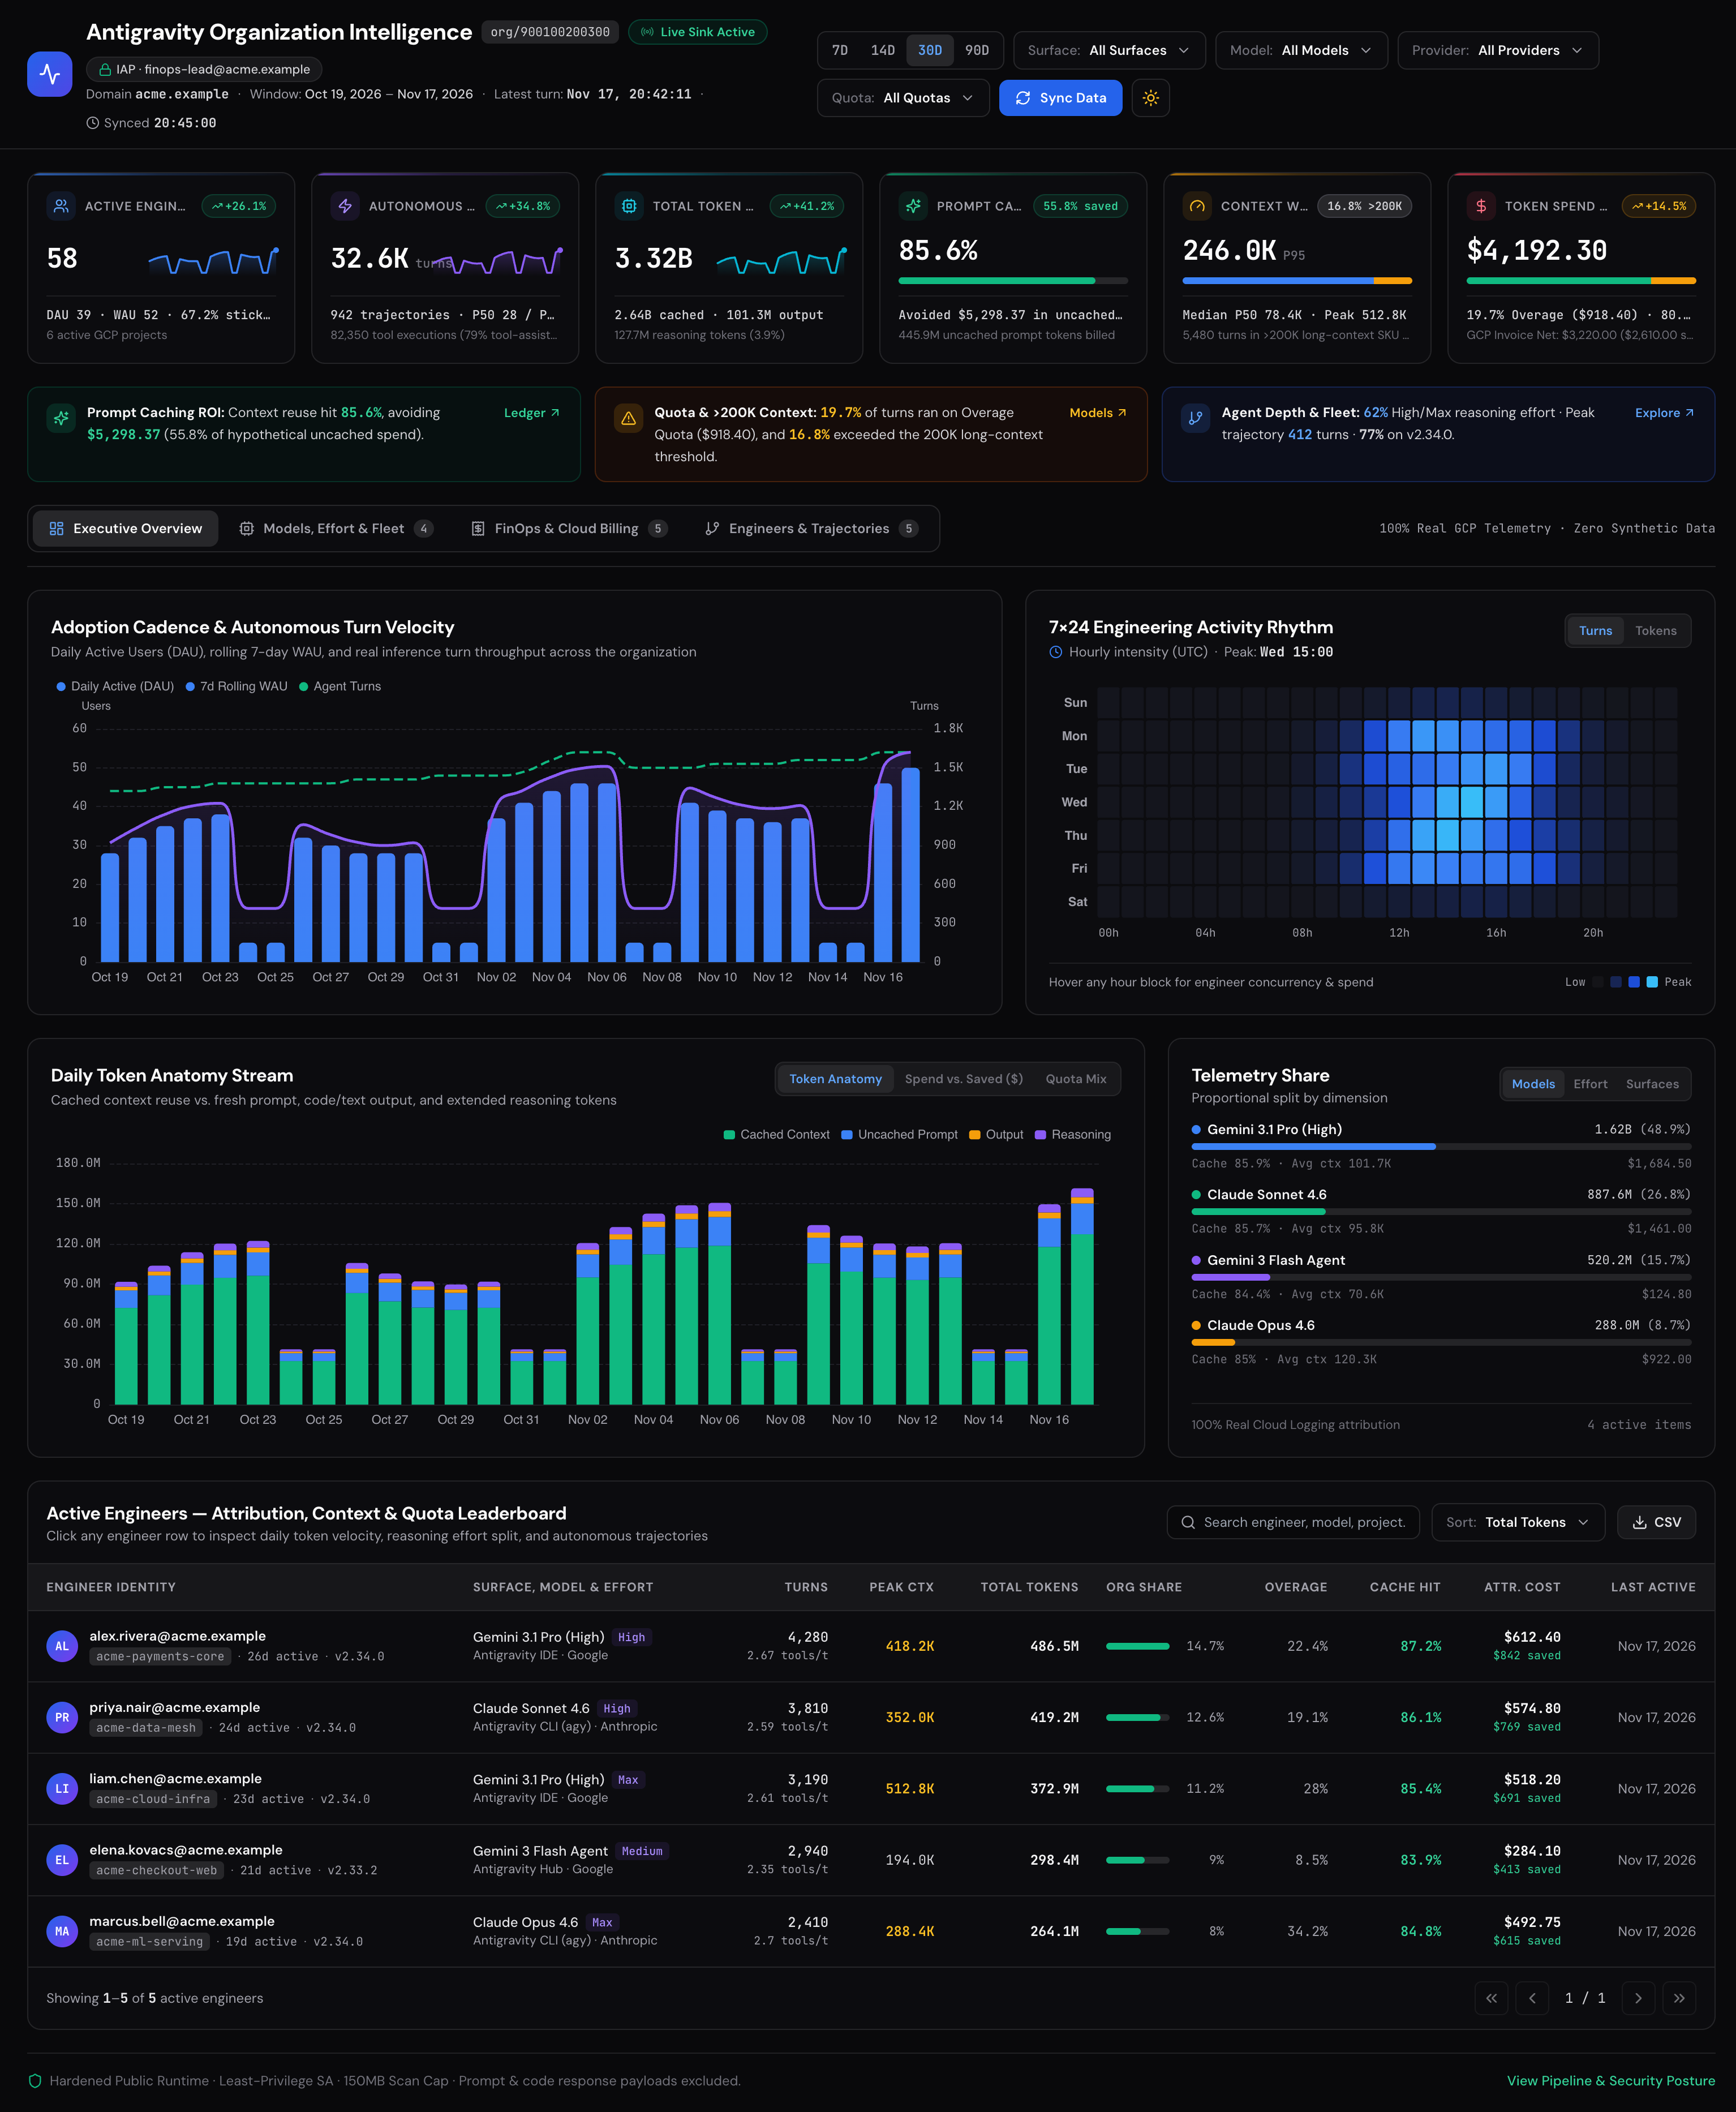 Antigravity Organization Intelligence org/900100200300 Live Sink Active
IAP · finops-lead@acme.example
Domain acme.example · Window: Oct 19, 2026 – Nov 17, 2026 · Latest turn: Nov 17, 20:42:11 ·
Synced 20:45:00
7D 14D 30D 90D Surface: All Surfaces Model: All Models Provider: All Providers
Quota: All Quotas Sync Data
ACTIVE ENGIN... +26.1%
58
DAU 39 · WAU 52 · 67.2% stick...
6 active GCP projects
AUTONOMOUS ... +34.8%
32.6K turns
942 trajectories · P50 28 / P...
82,350 tool executions (79% tool-assist...
TOTAL TOKEN ... +41.2%
3.32B
2.64B cached · 101.3M output
127.7M reasoning tokens (3.9%)
PROMPT CA... 55.8% saved
85.6%
Avoided $5,298.37 in uncached...
445.9M uncached prompt tokens billed
CONTEXT W... 16.8% >200K
246.0K P95
Median P50 78.4K · Peak 512.8K
5,480 turns in >200K long-context SKU ...
TOKEN SPEND ... +14.5%
$4,192.30
19.7% Overage ($918.40) · 80...
GCP Invoice Net: $3,220.00 ($2,610.00 s...
Prompt Caching ROI: Context reuse hit 85.6%, avoiding
$5,298.37 (55.8% of hypothetical uncached spend).
Ledger
Quota & >200K Context: 19.7% of turns ran on Overage
Quota ($918.40), and 16.8% exceeded the 200K long-context
threshold.
Models
Agent Depth & Fleet: 62% High/Max reasoning effort · Peak
trajectory 412 turns · 77% on v2.34.0.
Explore
Executive Overview Models, Effort & Fleet 4 FinOps & Cloud Billing 5 Engineers & Trajectories 5
100% Real GCP Telemetry · Zero Synthetic Data
Adoption Cadence & Autonomous Turn Velocity
Daily Active Users (DAU), rolling 7-day WAU, and real inference turn throughput across the organization
Daily Active (DAU) 7d Rolling WAU Agent Turns
Users Turns
60 1.8K
50 1.5K
40 1.2K
30 900
20 600
10 300
0 0
Oct 19 Oct 21 Oct 23 Oct 25 Oct 27 Oct 29 Oct 31 Nov 02 Nov 04 Nov 06 Nov 08 Nov 10 Nov 12 Nov 14 Nov 16
7×24 Engineering Activity Rhythm
Hourly intensity (UTC) · Peak: Wed 15:00
Turns Tokens
Sun
Mon
Tue
Wed
Thu
Fri
Sat
00h 04h 08h 12h 16h 20h
Hover any hour block for engineer concurrency & spend
Low Peak
Daily Token Anatomy Stream
Cached context reuse vs. fresh prompt, code/text output, and extended reasoning tokens
Token Anatomy Spend vs. Saved ($) Quota Mix
Cached Context Uncached Prompt Output Reasoning
180.0M
150.0M
120.0M
90.0M
60.0M
30.0M
0
Oct 19 Oct 21 Oct 23 Oct 25 Oct 27 Oct 29 Oct 31 Nov 02 Nov 04 Nov 06 Nov 08 Nov 10 Nov 12 Nov 14 Nov 16
Telemetry Share
Proportional split by dimension
Models Effort Surfaces
Gemini 3.1 Pro (High) 1.62B (48.9%)
Cache 85.9% · Avg ctx 101.7K $1,684.50
Claude Sonnet 4.6 887.6M (26.8%)
Cache 85.7% · Avg ctx 95.8K $1,461.00
Gemini 3 Flash Agent 520.2M (15.7%)
Cache 84.4% · Avg ctx 70.6K $124.80
Claude Opus 4.6 288.0M (8.7%)
Cache 85% · Avg ctx 120.3K $922.00
100% Real Cloud Logging attribution 4 active items
Active Engineers — Attribution, Context & Quota Leaderboard
Click any engineer row to inspect daily token velocity, reasoning effort split, and autonomous trajectories
Search engineer, model, project. Sort: Total Tokens CSV
ENGINEER IDENTITY SURFACE, MODEL & EFFORT TURNS PEAK CTX TOTAL TOKENS ORG SHARE OVERAGE CACHE HIT ATTR. COST LAST ACTIVE
alex.rivera@acme.example Gemini 3.1 Pro (High) High 4,280 $612.40
AL 418.2K 486.5M 14.7% 22.4% 87.2% Nov 17, 2026
acme-payments-core · 26d active · v2.34.0 Antigravity IDE · Google 2.67 tools/t $842 saved
priya.nair@acme.example Claude Sonnet 4.6 High 3,810 $574.80
PR 352.0K 419.2M 12.6% 19.1% 86.1% Nov 17, 2026
acme-data-mesh · 24d active · v2.34.0 Antigravity CLI (agy) · Anthropic 2.59 tools/t $769 saved
liam.chen@acme.example Gemini 3.1 Pro (High) Max 3,190 $518.20
LI 512.8K 372.9M 11.2% 28% 85.4% Nov 17, 2026
acme-cloud-infra · 23d active · v2.34.0 Antigravity IDE · Google 2.61 tools/t $691 saved
elena.kovacs@acme.example Gemini 3 Flash Agent Medium 2,940 $284.10
EL 194.0K 298.4M 9% 8.5% 83.9% Nov 17, 2026
acme-checkout-web · 21d active · v2.33.2 Antigravity Hub · Google 2.35 tools/t $413 saved
marcus.bell@acme.example Claude Opus 4.6 Max 2,410 $492.75
MA 288.4K 264.1M 8% 34.2% 84.8% Nov 17, 2026
acme-ml-serving · 19d active · v2.34.0 Antigravity CLI (agy) · Anthropic 2.7 tools/t $615 saved
Showing 1–5 of 5 active engineers 1 / 1
Hardened Public Runtime · Least-Privilege SA · 150MB Scan Cap · Prompt & code response payloads excluded.
View Pipeline & Security Posture